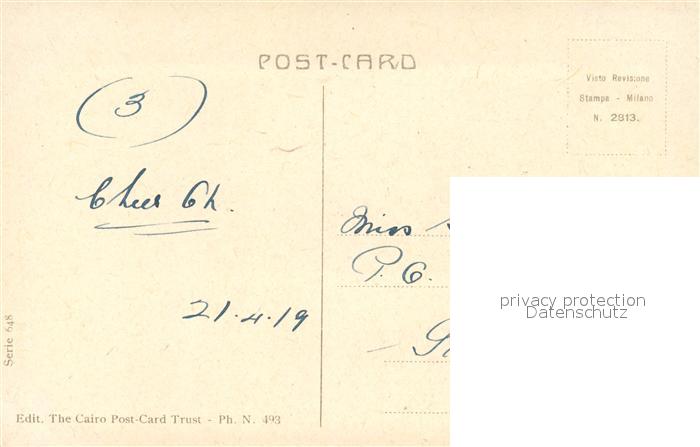 POST-CARD
Visto Revisione
Stampa - Milano
N. 2813.
(3)
Cheer Ch.
Miss
P.O.
21.4.19
privacy protection
Datenschutz
Serie 648
Edit. The Cairo Post-Card Trust - Ph. N. 493